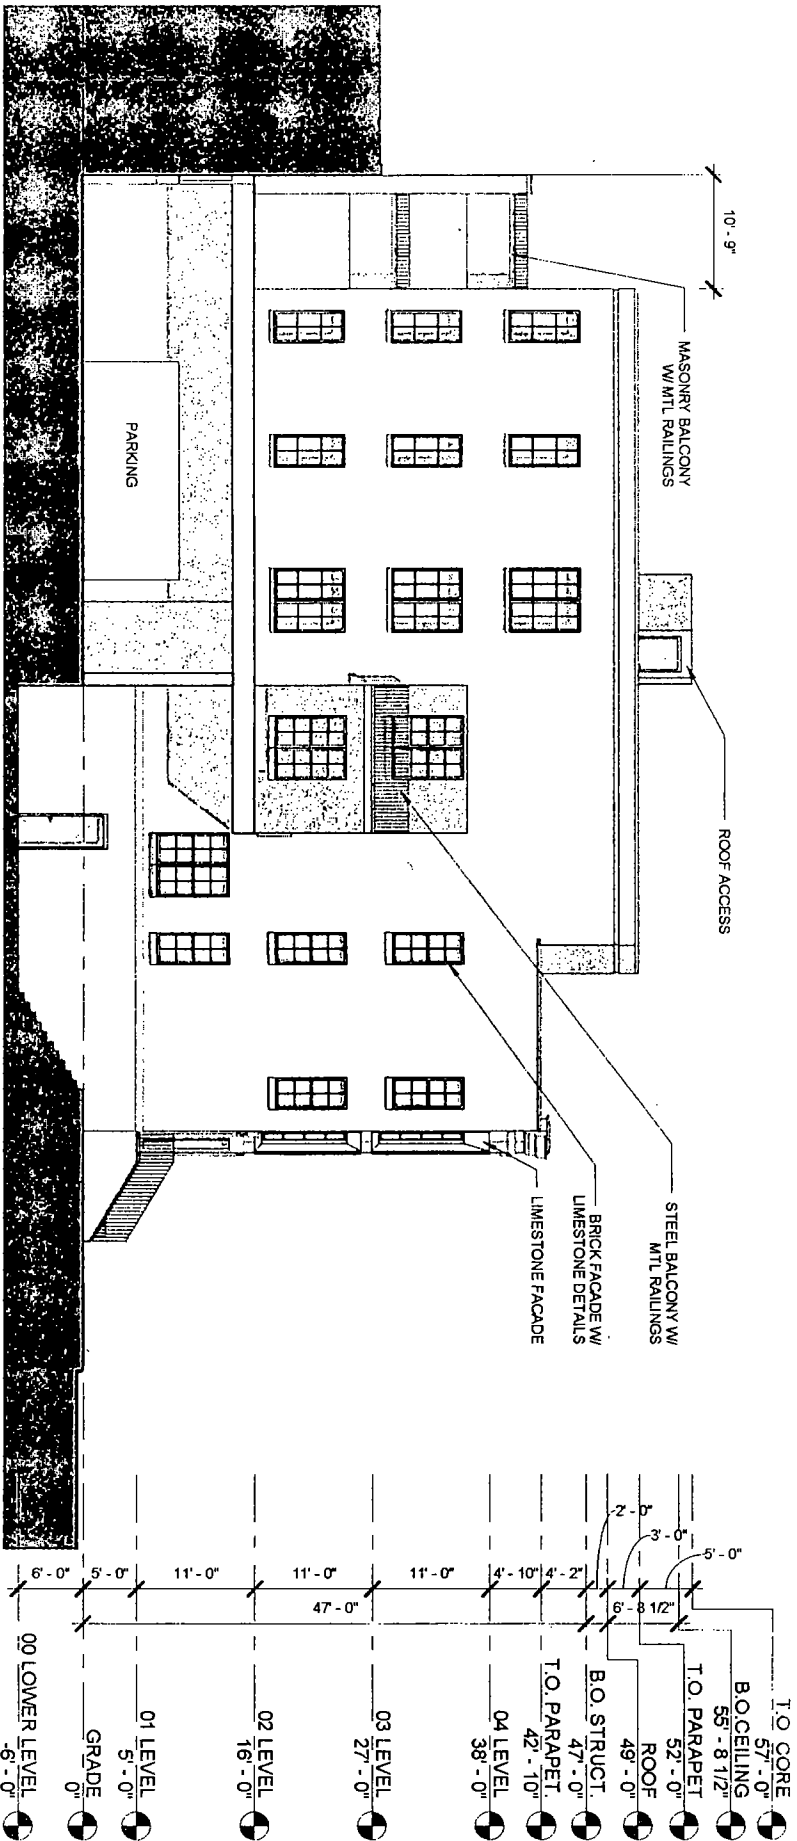 10' - 9"
MASONRY BALCONY
W/ MTL RAILINGS
ROOF ACCESS
PARKING
STEEL BALCONY W/
MTL RAILINGS
BRICK FACADE W/
LIMESTONE DETAILS
LIMESTONE FACADE
2' - 0"
3' - 0"
5' - 0"
6' - 0"
5' - 0"
11' - 0"
11' - 0"
11' - 0"
4' - 10"
4' - 2"
47' - 0"
6' - 8 1/2"
T.O CORE
57' - 0"
B.O.CEILING
55' - 8 1/2"
T.O. PARAPET
52' - 0"
ROOF
49' - 0"
B.O. STRUCT.
47' - 0"
T.O. PARAPET.
42' - 10"
04 LEVEL
38' - 0"
03 LEVEL
27' - 0"
02 LEVEL
16' - 0"
01 LEVEL
5' - 0"
GRADE
0"
00 LOWER LEVEL
-6' - 0"